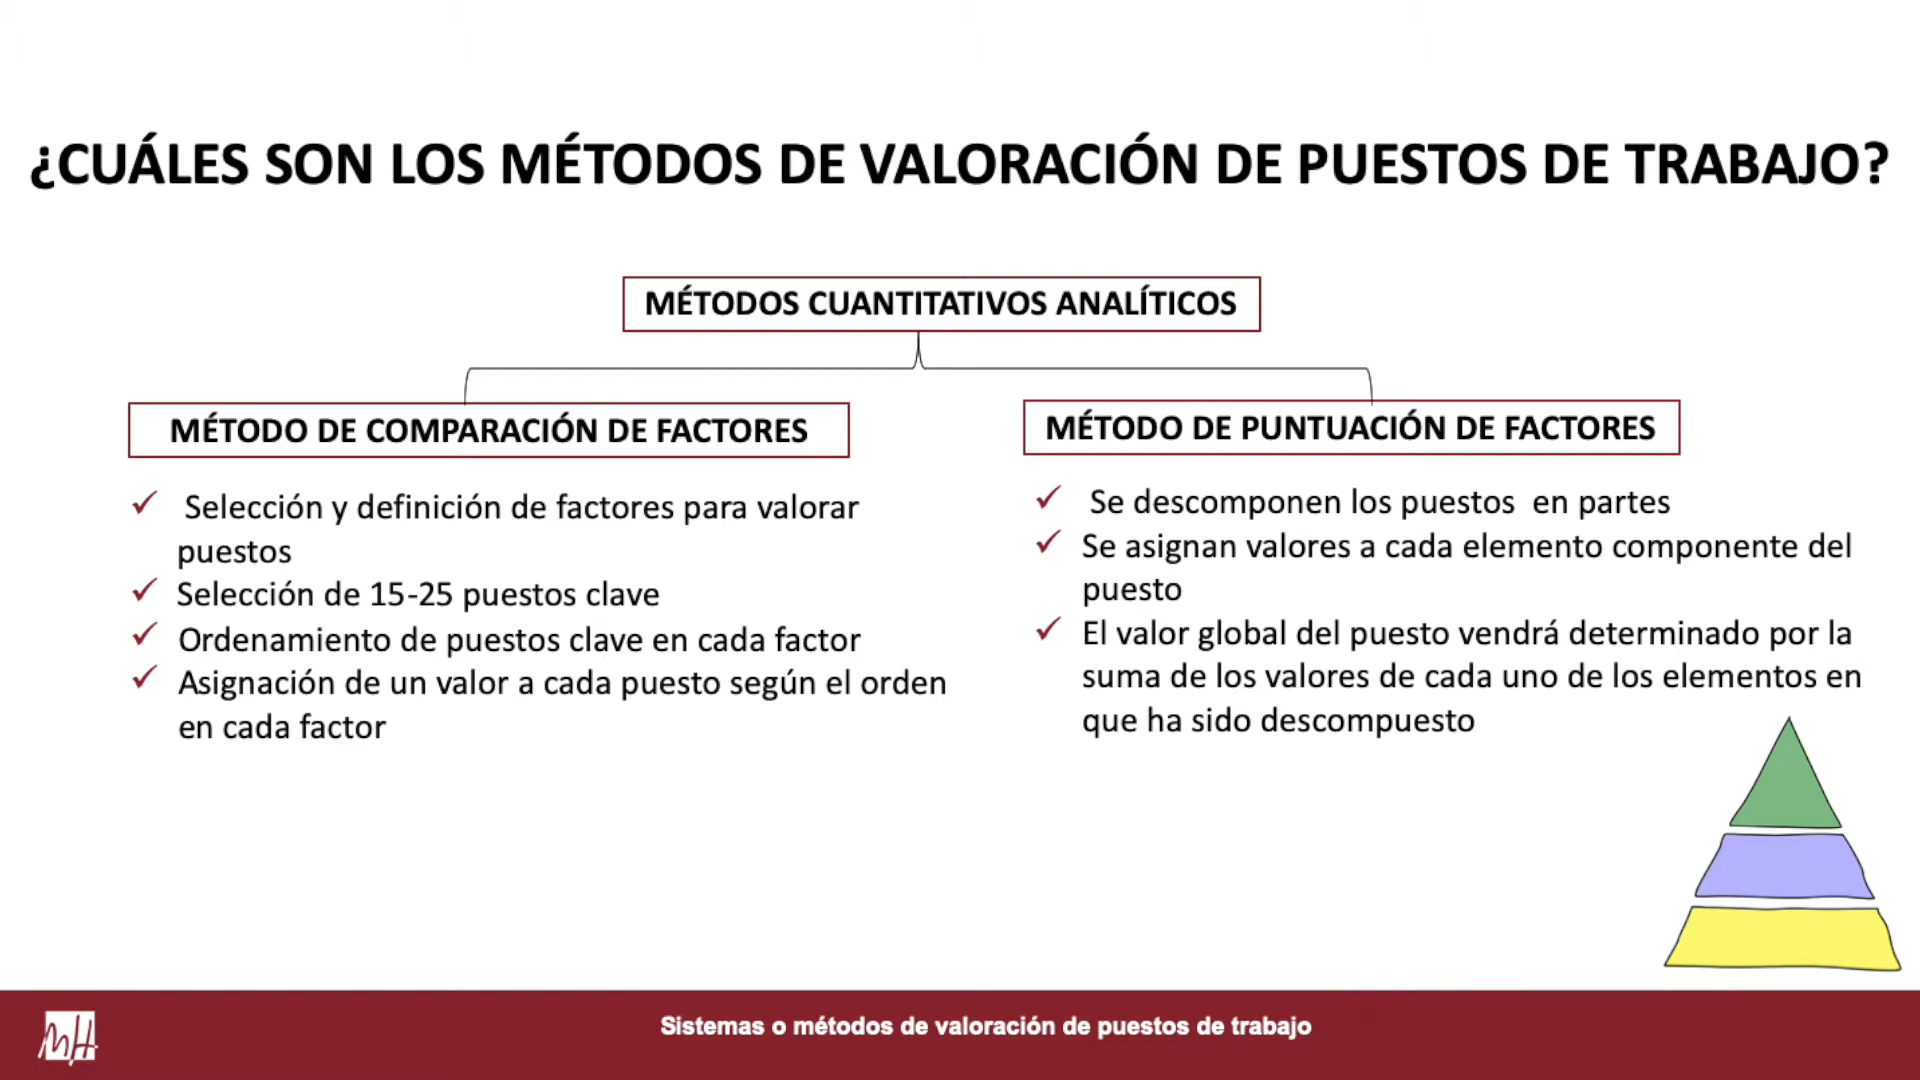 ¿CUÁLES SON LOS MÉTODOS DE VALORACIÓN DE PUESTOS DE TRABAJO?
MÉTODOS CUANTITATIVOS ANALÍTICOS
MÉTODO DE COMPARACIÓN DE FACTORES
Selección y definición de factores para valorar
puestos
Selección de 15-25 puestos clave
Ordenamiento de puestos clave en cada factor
Asignación de un valor a cada puesto según el orden
en cada factor
MÉTODO DE PUNTUACIÓN DE FACTORES
Se descomponen los puestos en partes
Se asignan valores a cada elemento componente del
puesto
El valor global del puesto vendrá determinado por la
suma de los valores de cada uno de los elementos en
que ha sido descompuesto
Sistemas o métodos de valoración de puestos de trabajo